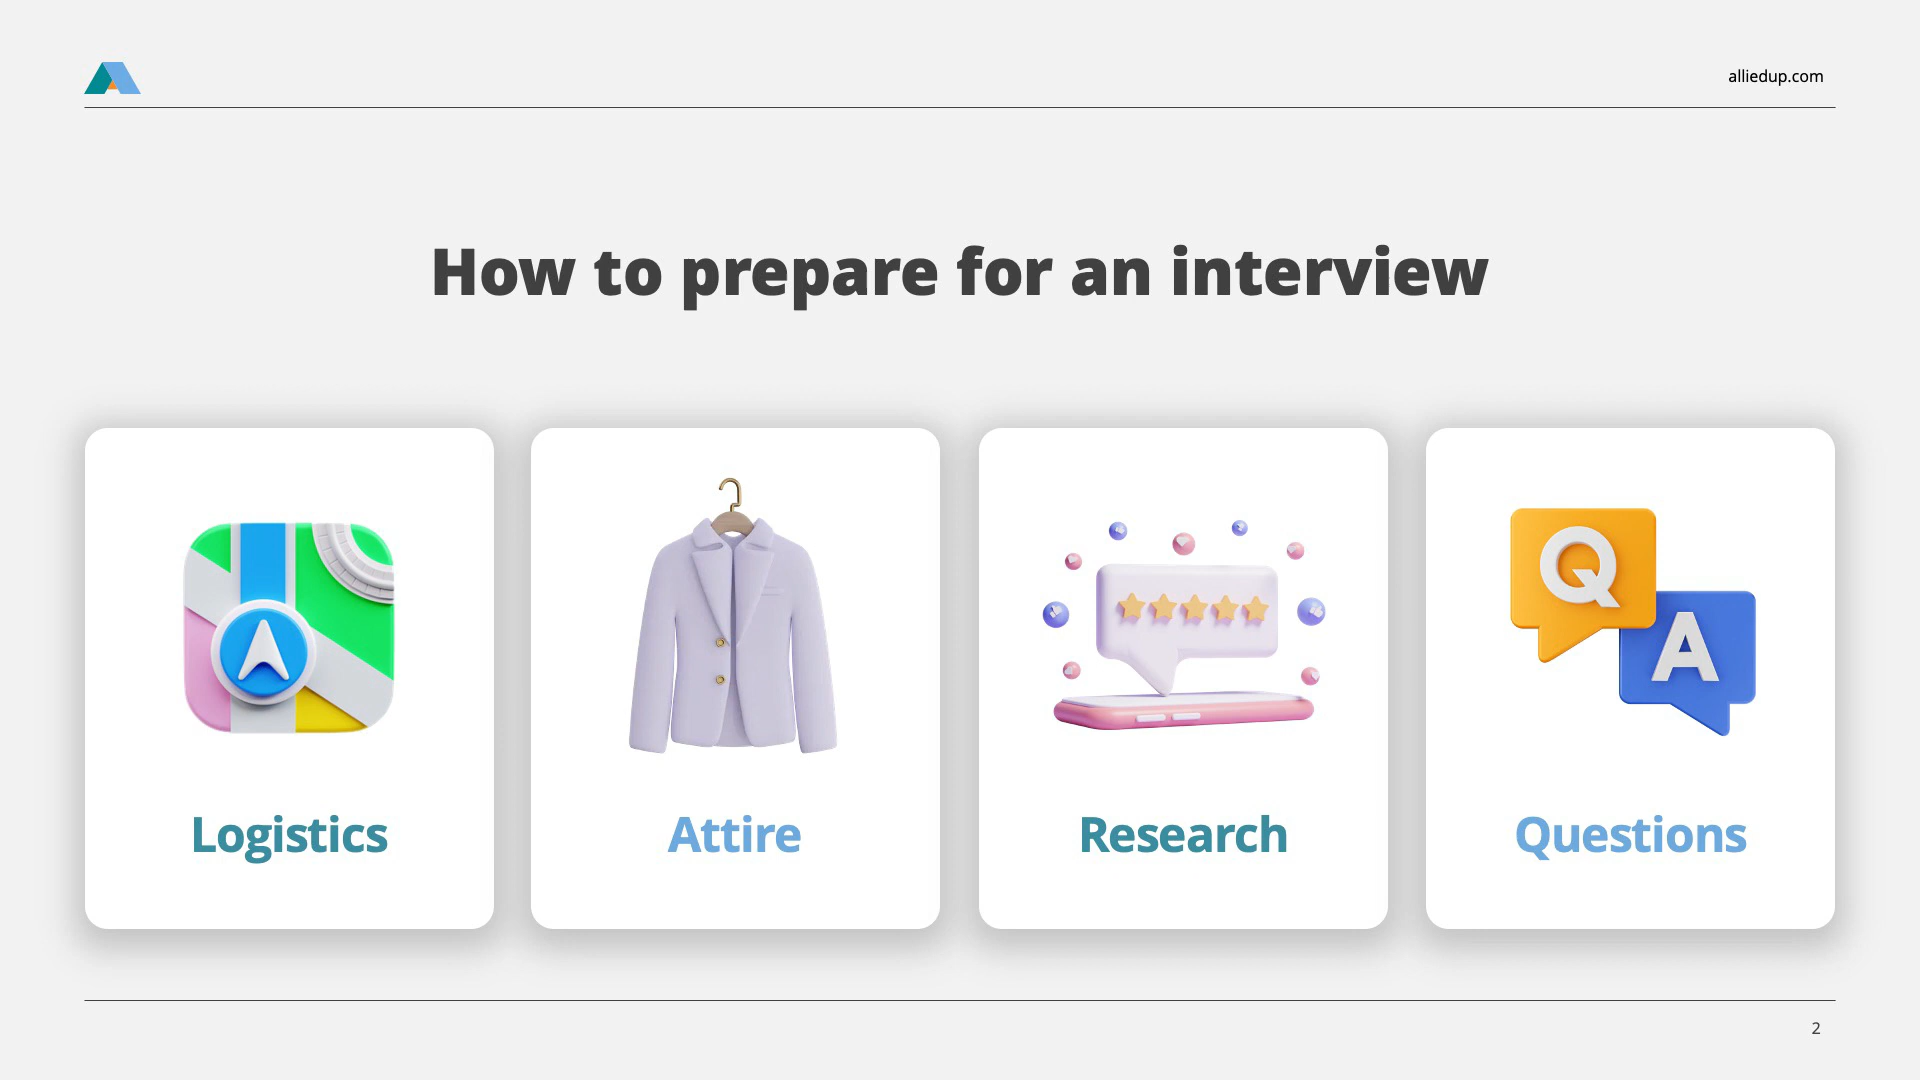 alliedup.com
How to prepare for an interview
Q
A
Logistics
Attire
Research
Questions
2